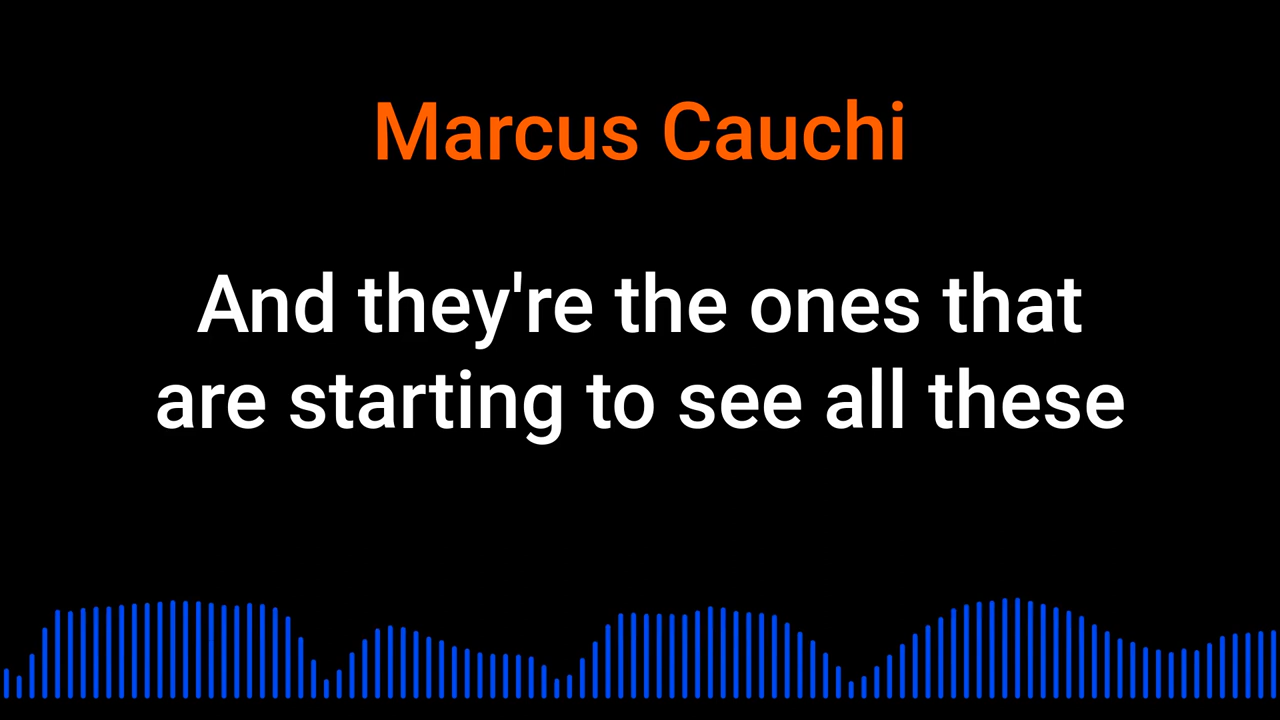 Marcus Cauchi
And they're the ones that
are starting to see all these